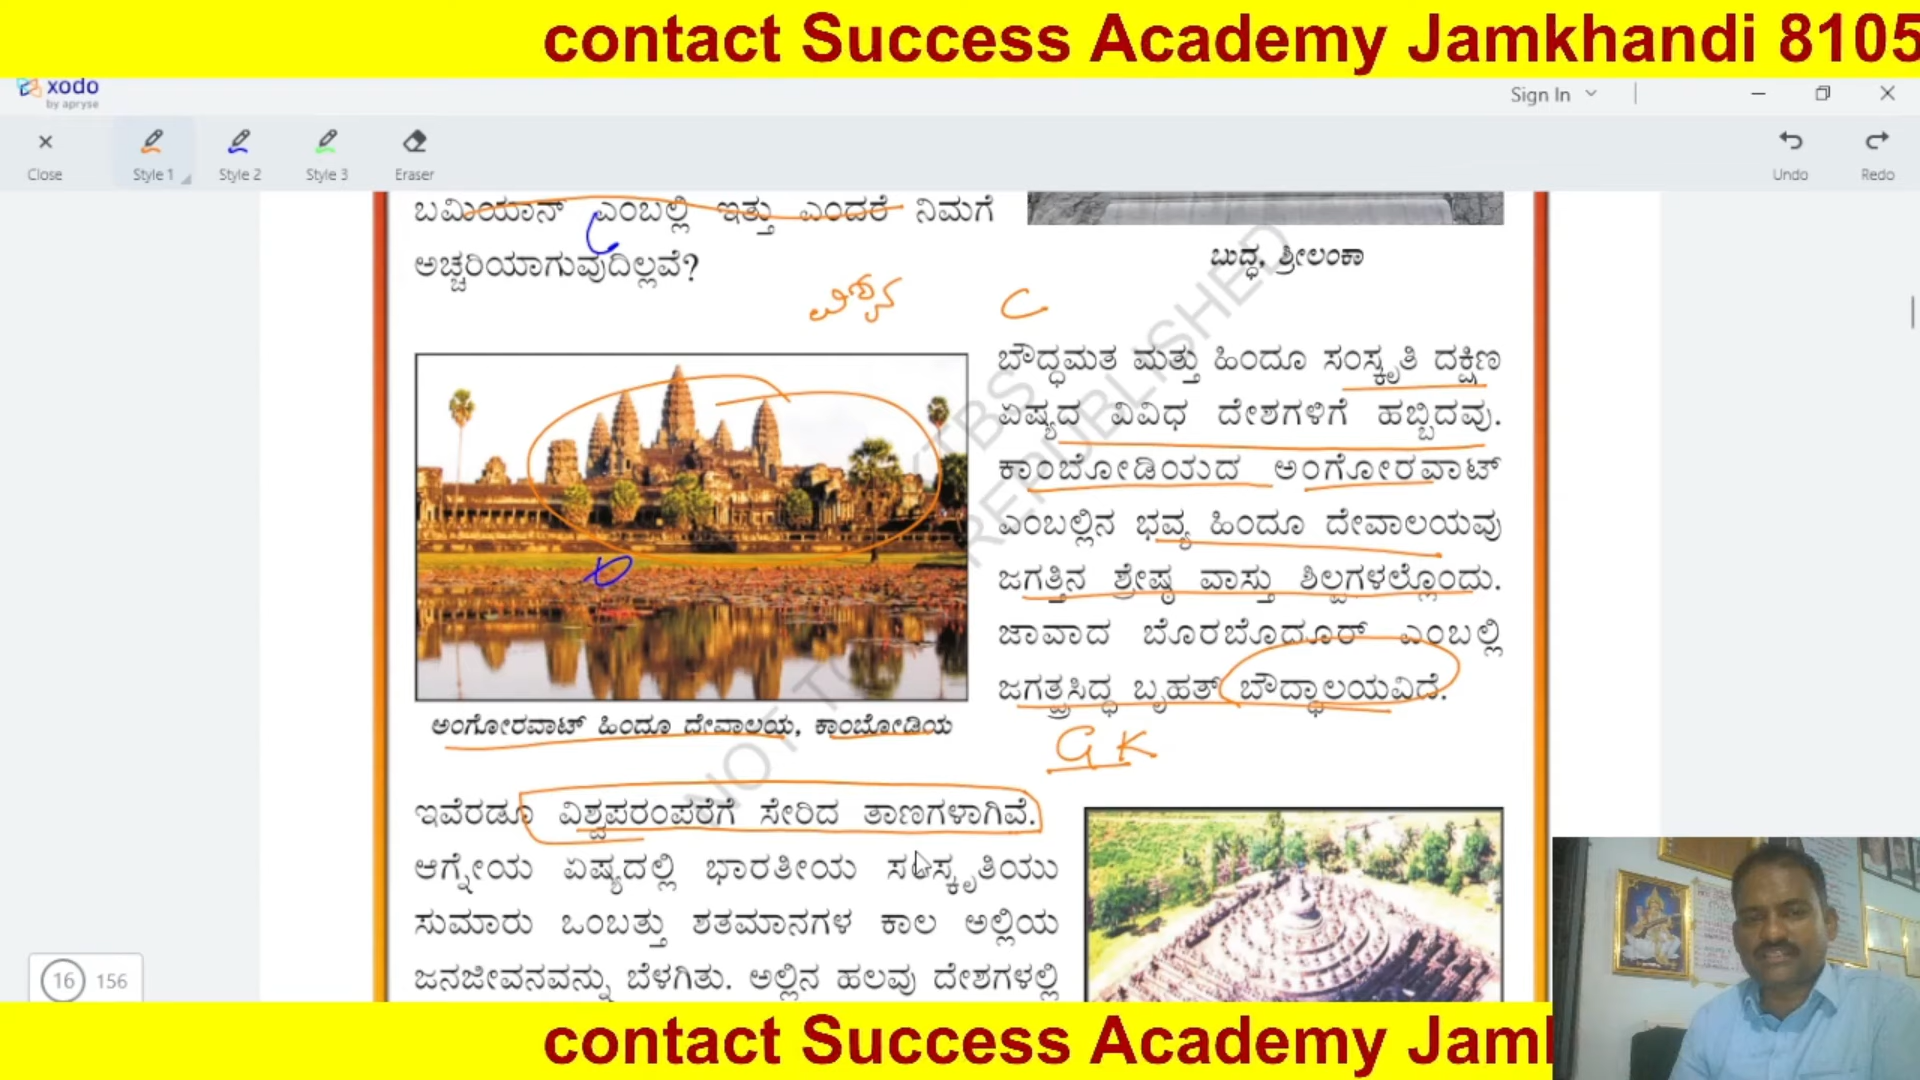 contact Success Academy Jamkhandi 8105
xodo
by apryse
Sign In
Close
Style 1
Style 2
Style 3
Eraser
Undo
Redo
ಬಮಿಯಾನ್ ಎಂಬಲ್ಲಿ ಇತ್ತು ಎಂದರೆ ನಿಮಗೆ
ಅಚ್ಚರಿಯಾಗುವುದಿಲ್ಲವೆ?
ಬುದ್ಧ, ಶ್ರೀಲಂಕಾ
ಬೌದ್ಧಮತ ಮತ್ತು ಹಿಂದೂ ಸಂಸ್ಕೃತಿ ದಕ್ಷಿಣ
ಏಷ್ಯದ ವಿವಿಧ ದೇಶಗಳಿಗೆ ಹಬ್ಬಿದವು.
ಕಾಂಬೋಡಿಯದ ಅಂಗೋರವಾಟ್
ಎಂಬಲ್ಲಿನ ಭವ್ಯ ಹಿಂದೂ ದೇವಾಲಯವು
ಜಗತ್ತಿನ ಶ್ರೇಷ್ಠ ವಾಸ್ತು ಶಿಲ್ಪಗಳಲ್ಲೊಂದು.
ಜಾವಾದ ಬೊರಬೊದೂರ್ ಎಂಬಲ್ಲಿ
ಜಗತ್ಪ್ರಸಿದ್ಧ ಬೃಹತ್ ಬೌದ್ಧಾಲಯವಿದೆ.
ಅಂಗೋರವಾಟ್ ಹಿಂದೂ ದೇವಾಲಯ, ಕಾಂಬೋಡಿಯ
GK
ಇವೆರಡೂ ವಿಶ್ವಪರಂಪರೆಗೆ ಸೇರಿದ ತಾಣಗಳಾಗಿವೆ.
ಆಗ್ನೇಯ ಏಷ್ಯದಲ್ಲಿ ಭಾರತೀಯ ಸಂಸ್ಕೃತಿಯು
ಸುಮಾರು ಒಂಬತ್ತು ಶತಮಾನಗಳ ಕಾಲ ಅಲ್ಲಿಯ
ಜನಜೀವನವನ್ನು ಬೆಳಗಿತು. ಅಲ್ಲಿನ ಹಲವು ದೇಶಗಳಲ್ಲಿ
16 156
contact Success Academy Jam